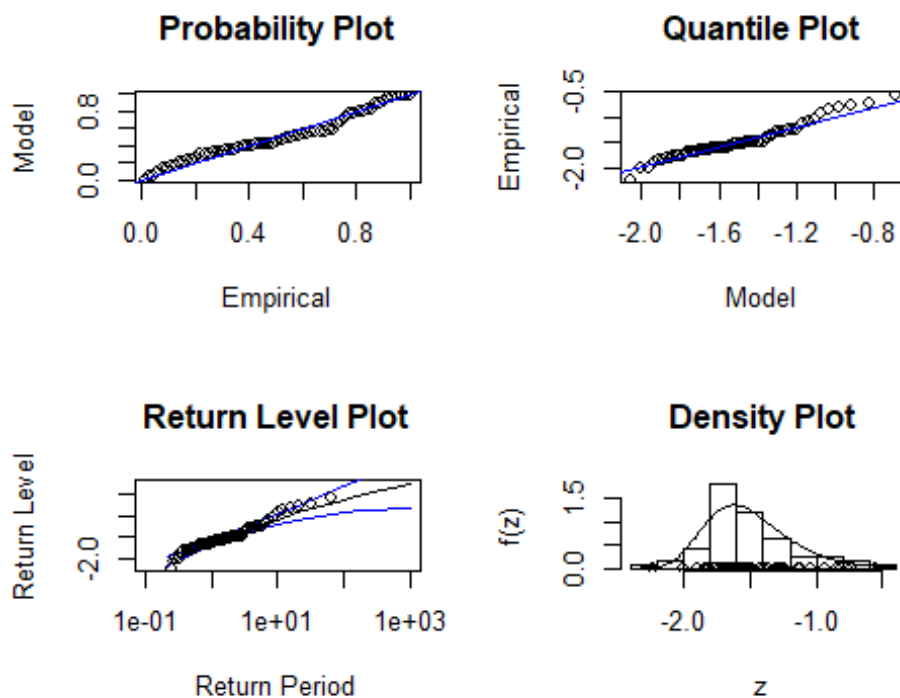 Probability Plot
Model
0.0 0.8
0.0 0.4 0.8
Empirical
Quantile Plot
Empirical
-2.0 -0.5
-2.0 -1.6 -1.2 -0.8
Model
Return Level Plot
Return Level
-2.0
1e-01 1e+01 1e+03
Return Period
Density Plot
f(z)
0.0 1.5
-2.0 -1.0
z